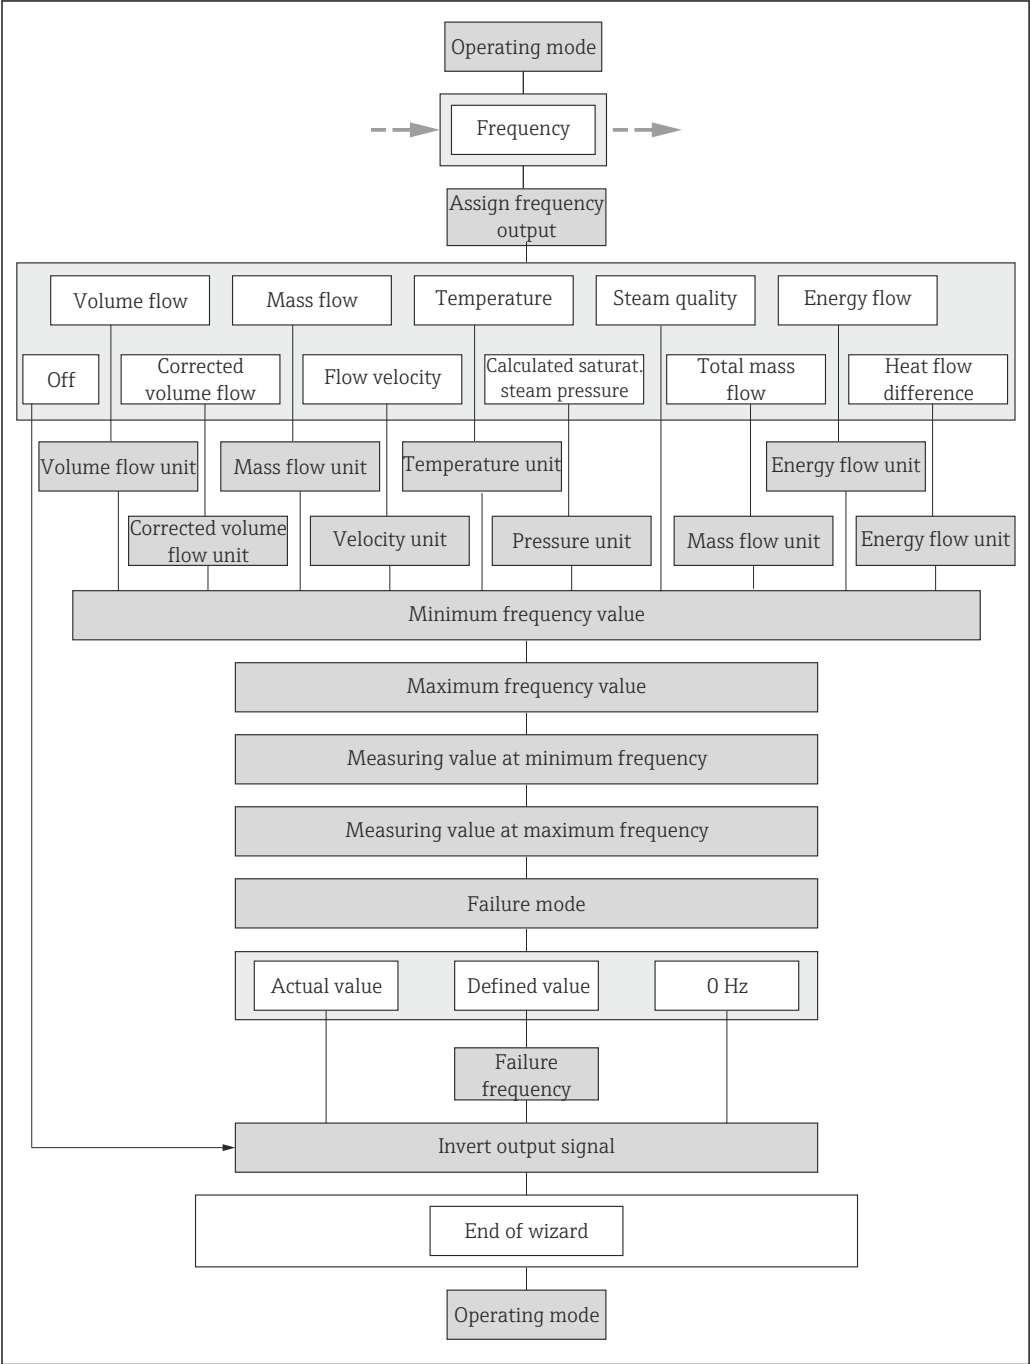 Operating mode
Frequency
Assign frequency
output
Volume flow
Mass flow
Temperature
Steam quality
Energy flow
Off
Corrected
volume flow
Flow velocity
Calculated saturat.
steam pressure
Total mass
flow
Heat flow
difference
Volume flow unit
Mass flow unit
Temperature unit
Energy flow unit
Corrected volume
flow unit
Velocity unit
Pressure unit
Mass flow unit
Energy flow unit
Minimum frequency value
Maximum frequency value
Measuring value at minimum frequency
Measuring value at maximum frequency
Failure mode
Actual value
Defined value
0 Hz
Failure
frequency
Invert output signal
End of wizard
Operating mode